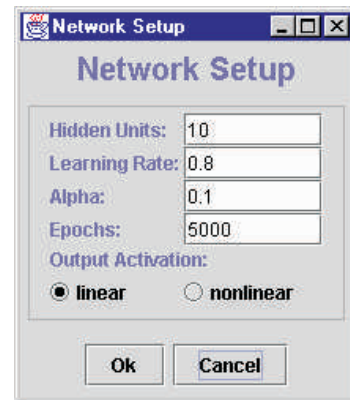 Network Setup
Network Setup
Hidden Units: 10
Learning Rate: 0.8
Alpha: 0.1
Epochs: 5000
Output Activation:
linear nonlinear
Ok Cancel